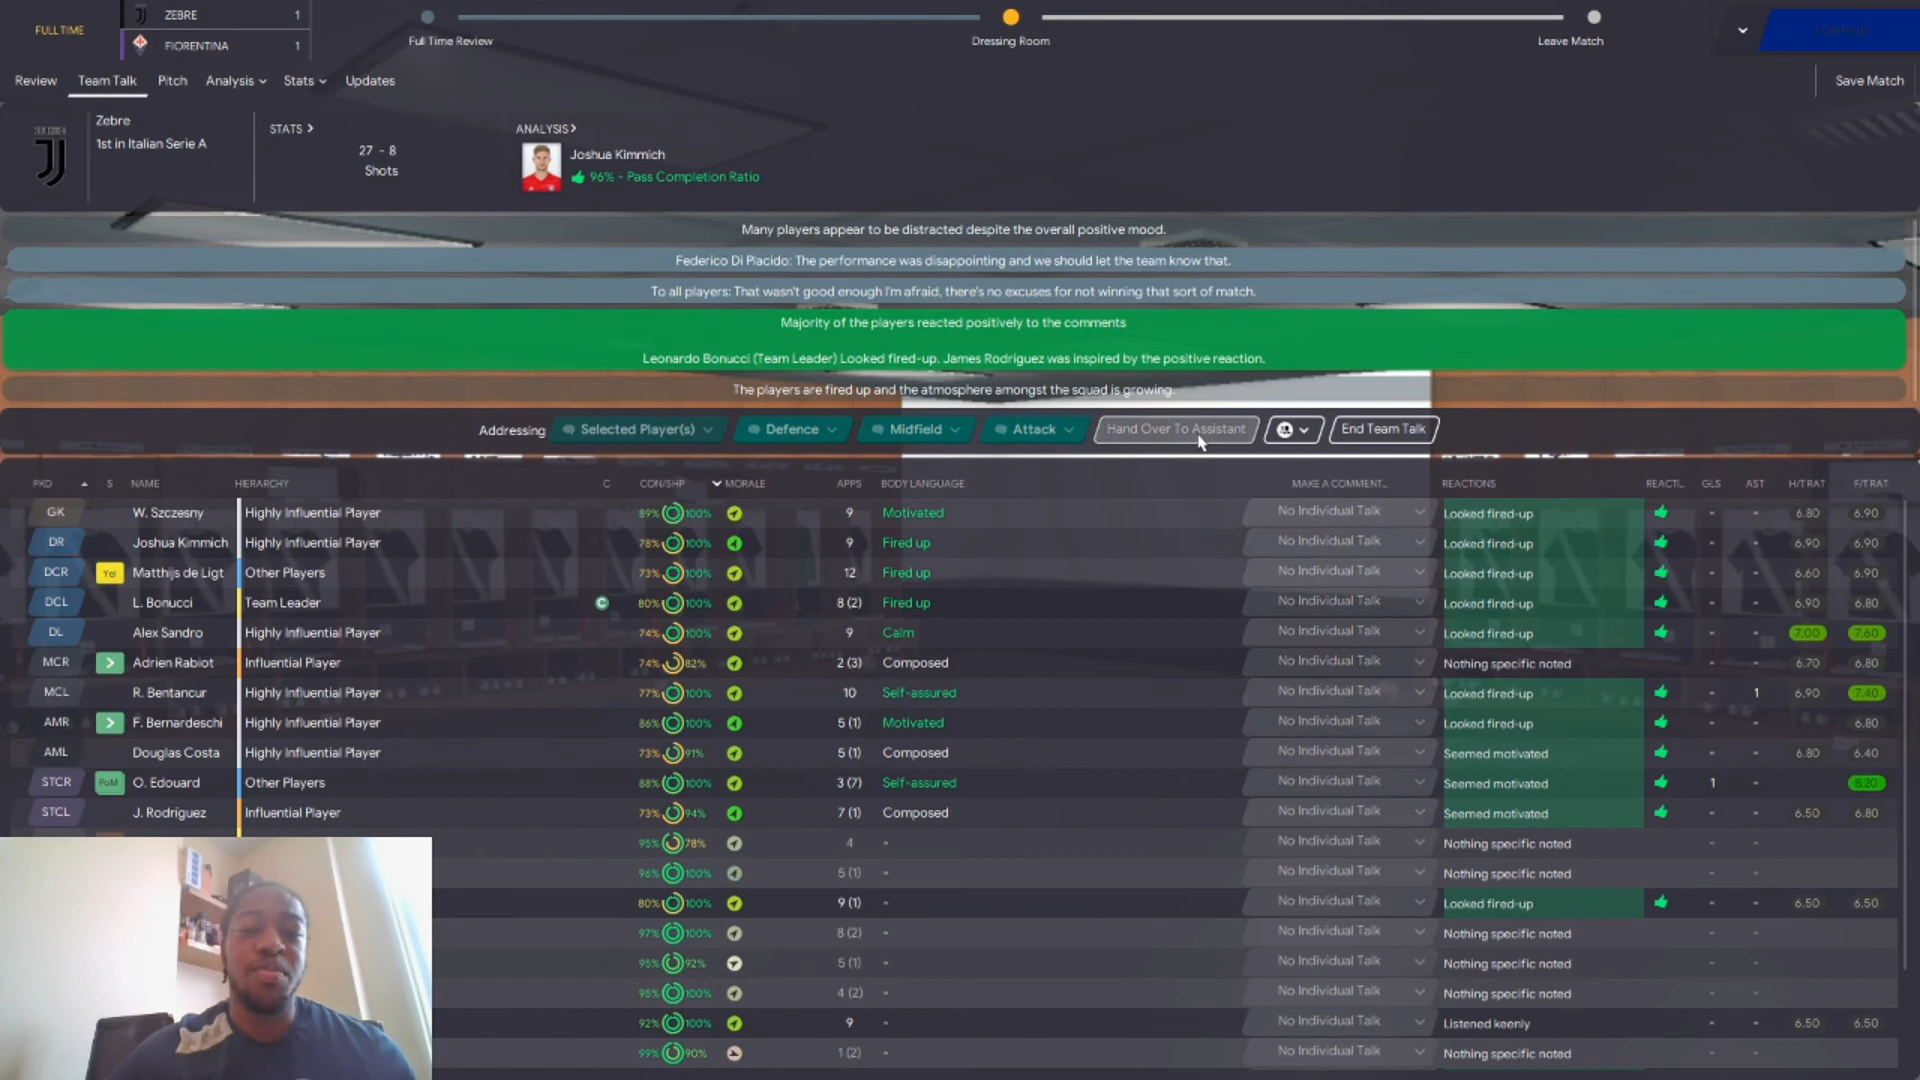 FULL TIME
ZEBRE 1
FIORENTINA 1
Full Time Review
Dressing Room
Leave Match
Review Team Talk Pitch Analysis Stats Updates
Save Match
Zebre
1st in Italian Serie A
STATS >
27 - 8
Shots
ANALYSIS>
Joshua Kimmich
96% - Pass Completion Ratio
Many players appear to be distracted despite the overall positive mood.
Federico Di Placido: The performance was disappointing and we should let the team know that.
To all players: That wasn't good enough I'm afraid, there's no excuses for not winning that sort of match.
Majority of the players reacted positively to the comments
Leonardo Bonucci (Team Leader) Looked fired-up. James Rodríguez was inspired by the positive reaction.
The players are fired up and the atmosphere amongst the squad is growing.
Addressing Selected Player(s) Defence Midfield Attack Hand Over To Assistant End Team Talk
PKD S NAME HIERARCHY C CON/SHP MORALE APPS BODY LANGUAGE MAKE A COMMENT... REACTIONS REACTI... GLS AST H/T RAT F/T RAT
GK W. Szczesny Highly Influential Player 89% 100% 9 Motivated No Individual Talk Looked fired-up - - 6.80 6.90
DR Joshua Kimmich Highly Influential Player 78% 100% 9 Fired up No Individual Talk Looked fired-up - - 6.90 6.90
DCR Yel Matthijs de Ligt Other Players 73% 100% 12 Fired up No Individual Talk Looked fired-up - - 6.60 6.90
DCL L. Bonucci Team Leader C 80% 100% 8 (2) Fired up No Individual Talk Looked fired-up - - 6.90 6.80
DL Alex Sandro Highly Influential Player 74% 100% 9 Calm No Individual Talk Looked fired-up - - 7.00 7.60
MCR Adrien Rabiot Influential Player 74% 82% 2 (3) Composed No Individual Talk Nothing specific noted - - 6.70 6.80
MCL R. Bentancur Highly Influential Player 77% 100% 10 Self-assured No Individual Talk Looked fired-up - 1 6.90 7.40
AMR F. Bernardeschi Highly Influential Player 86% 100% 5 (1) Motivated No Individual Talk Looked fired-up - - 6.80
AML Douglas Costa Highly Influential Player 73% 91% 5 (1) Composed No Individual Talk Seemed motivated - - 6.80 6.40
STCR PoM O. Edouard Other Players 88% 100% 3 (7) Self-assured No Individual Talk Seemed motivated 1 - 8.20
STCL J. Rodríguez Influential Player 73% 94% 7 (1) Composed No Individual Talk Seemed motivated - - 6.50 6.80
95% 78% 4 - No Individual Talk Nothing specific noted - - - -
96% 100% 5 (1) - No Individual Talk Nothing specific noted - - - -
80% 100% 9 (1) - No Individual Talk Looked fired-up - - 6.50 6.50
97% 100% 8 (2) - No Individual Talk Nothing specific noted - - - -
95% 92% 5 (1) - No Individual Talk Nothing specific noted - - - -
95% 100% 4 (2) - No Individual Talk Nothing specific noted - - - -
92% 100% 9 - No Individual Talk Listened keenly - - 6.50 6.50
99% 90% 1 (2) - No Individual Talk Nothing specific noted - - - -